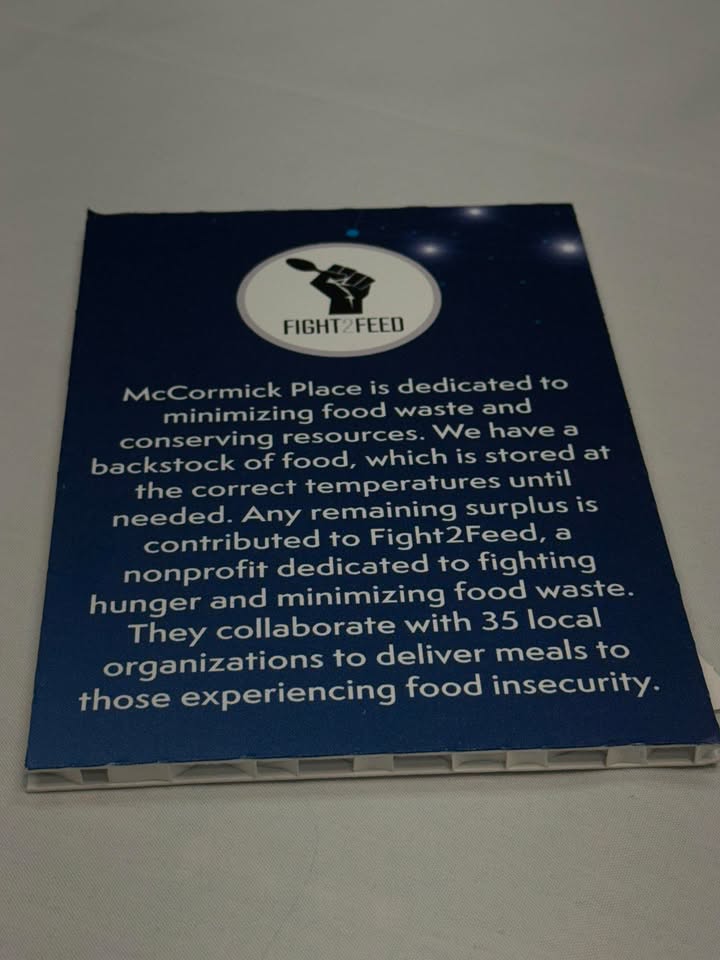 FIGHT2FEED
McCormick Place is dedicated to
minimizing food waste and
conserving resources. We have a
backstock of food, which is stored at
the correct temperatures until
needed. Any remaining surplus is
contributed to Fight2Feed, a
nonprofit dedicated to fighting
hunger and minimizing food waste.
They collaborate with 35 local
organizations to deliver meals to
those experiencing food insecurity.